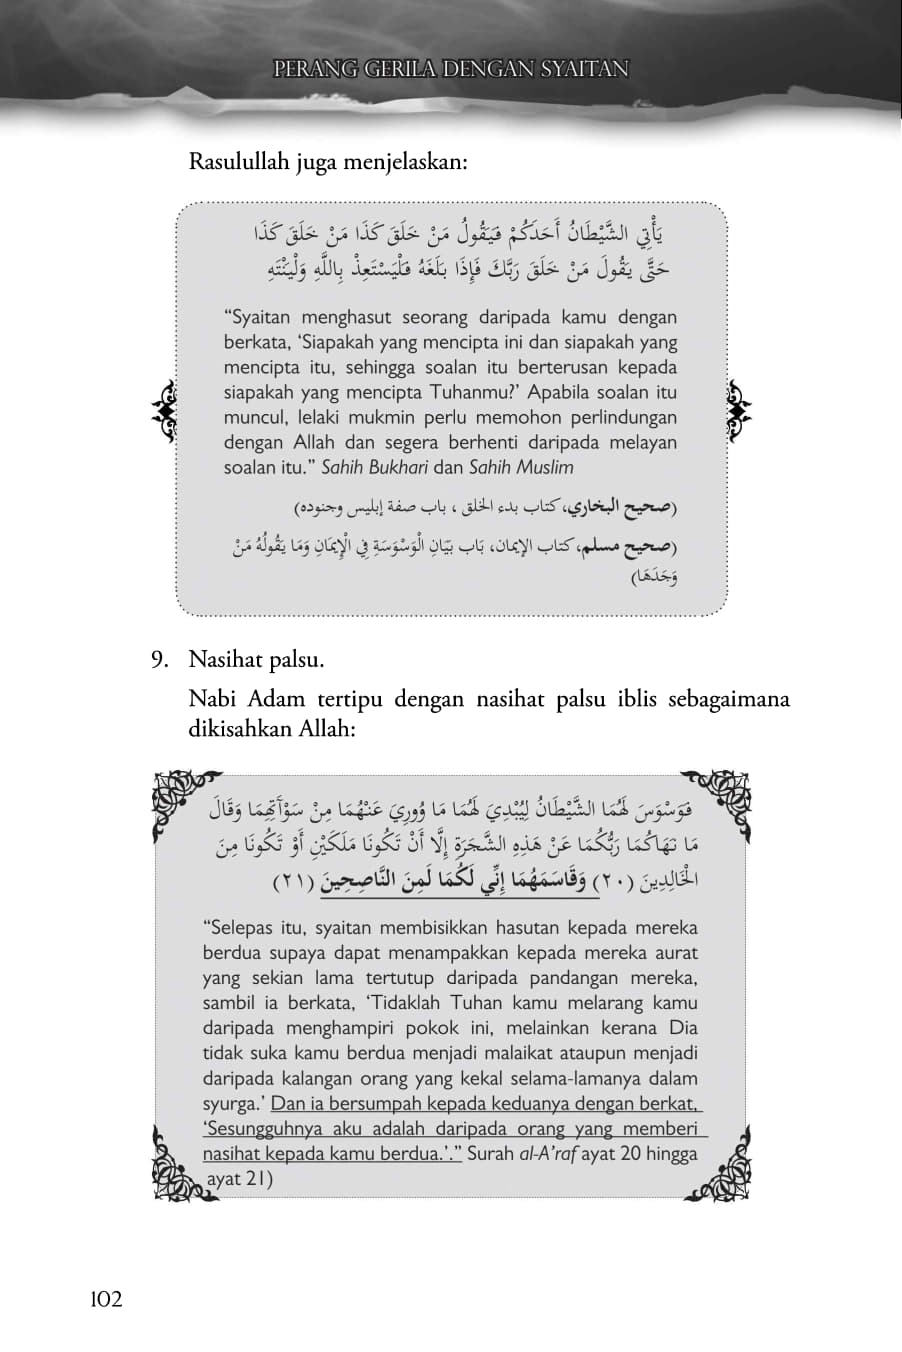 PERANG GERILA DENGAN SYAITAN
Rasulullah juga menjelaskan:
يَأْتِي الشَّيْطَانُ أَحَدَكُمْ فَيَقُولُ مَنْ خَلَقَ كَذَا مَنْ خَلَقَ كَذَا
حَتَّى يَقُولَ مَنْ خَلَقَ رَبَّكَ فَإِذَا بَلَغَهُ فَلْيَسْتَعِذْ بِاللَّهِ وَلْيَنْتَهِ
“Syaitan menghasut seorang daripada kamu dengan
berkata, ‘Siapakah yang mencipta ini dan siapakah yang
mencipta itu, sehingga soalan itu berterusan kepada
siapakah yang mencipta Tuhanmu?’ Apabila soalan itu
muncul, lelaki mukmin perlu memohon perlindungan
dengan Allah dan segera berhenti daripada melayan
soalan itu.” Sahih Bukhari dan Sahih Muslim
(صحيح البخاري، كتاب بدء الخلق ، باب صفة إبليس وجنوده)
(صحيح مسلم، كتاب الإيمان، بَاب بَيَانِ الْوَسْوَسَةِ فِي الْإِيمَانِ وَمَا يَقُولُهُ مَنْ
وَجَدَهَا)
9. Nasihat palsu.
Nabi Adam tertipu dengan nasihat palsu iblis sebagaimana
dikisahkan Allah:
فَوَسْوَسَ لَهُمَا الشَّيْطَانُ لِيُبْدِيَ لَهُمَا مَا وُورِيَ عَنْهُمَا مِنْ سَوْآَتِهِمَا وَقَالَ
مَا نَهَاكُمَا رَبُّكُمَا عَنْ هَذِهِ الشَّجَرَةِ إِلَّا أَنْ تَكُونَا مَلَكَيْنِ أَوْ تَكُونَا مِنَ
الْخَالِدِينَ (٢٠) وَقَاسَمَهُمَا إِنِّي لَكُمَا لَمِنَ النَّاصِحِينَ (٢١)
“Selepas itu, syaitan membisikkan hasutan kepada mereka
berdua supaya dapat menampakkan kepada mereka aurat
yang sekian lama tertutup daripada pandangan mereka,
sambil ia berkata, ‘Tidaklah Tuhan kamu melarang kamu
daripada menghampiri pokok ini, melainkan kerana Dia
tidak suka kamu berdua menjadi malaikat ataupun menjadi
daripada kalangan orang yang kekal selama-lamanya dalam
syurga.’ Dan ia bersumpah kepada keduanya dengan berkat,
‘Sesungguhnya aku adalah daripada orang yang memberi
nasihat kepada kamu berdua.’.” Surah al-A’raf ayat 20 hingga
ayat 21)
102